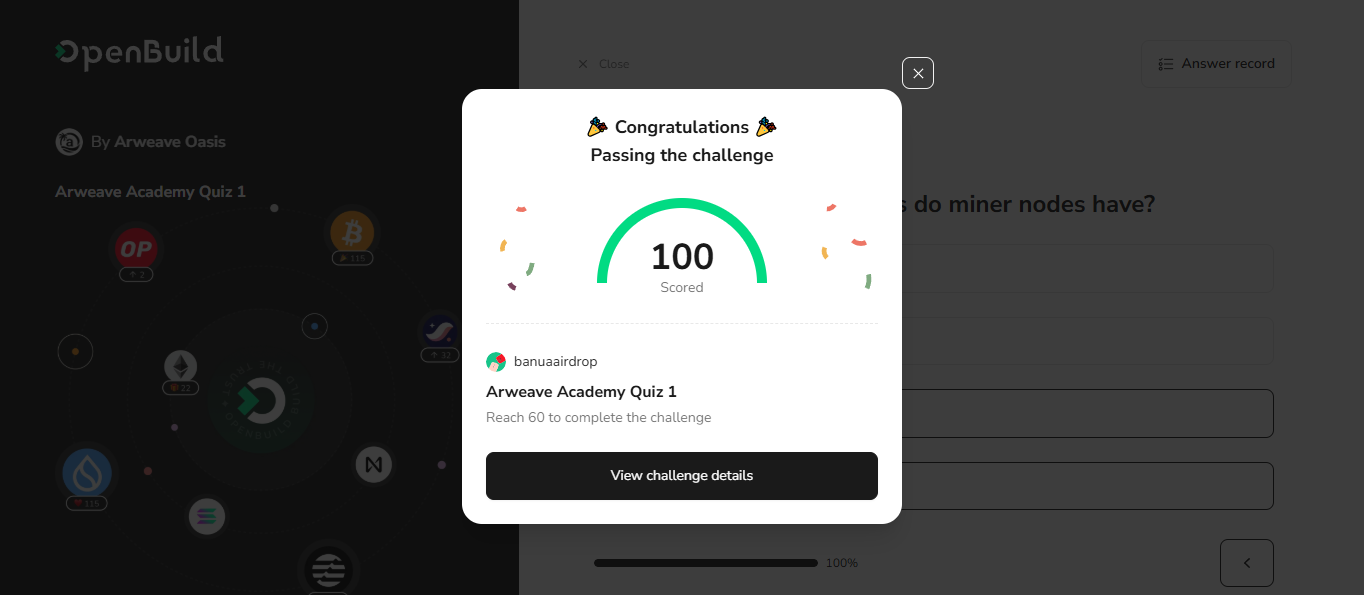 OpenBuild
By Arweave Oasis
Arweave Academy Quiz 1
OP
2
115
32
22
115
Close
Answer record
s do miner nodes have?
Congratulations
Passing the challenge
100
Scored
banuaairdrop
Arweave Academy Quiz 1
Reach 60 to complete the challenge
View challenge details
100%